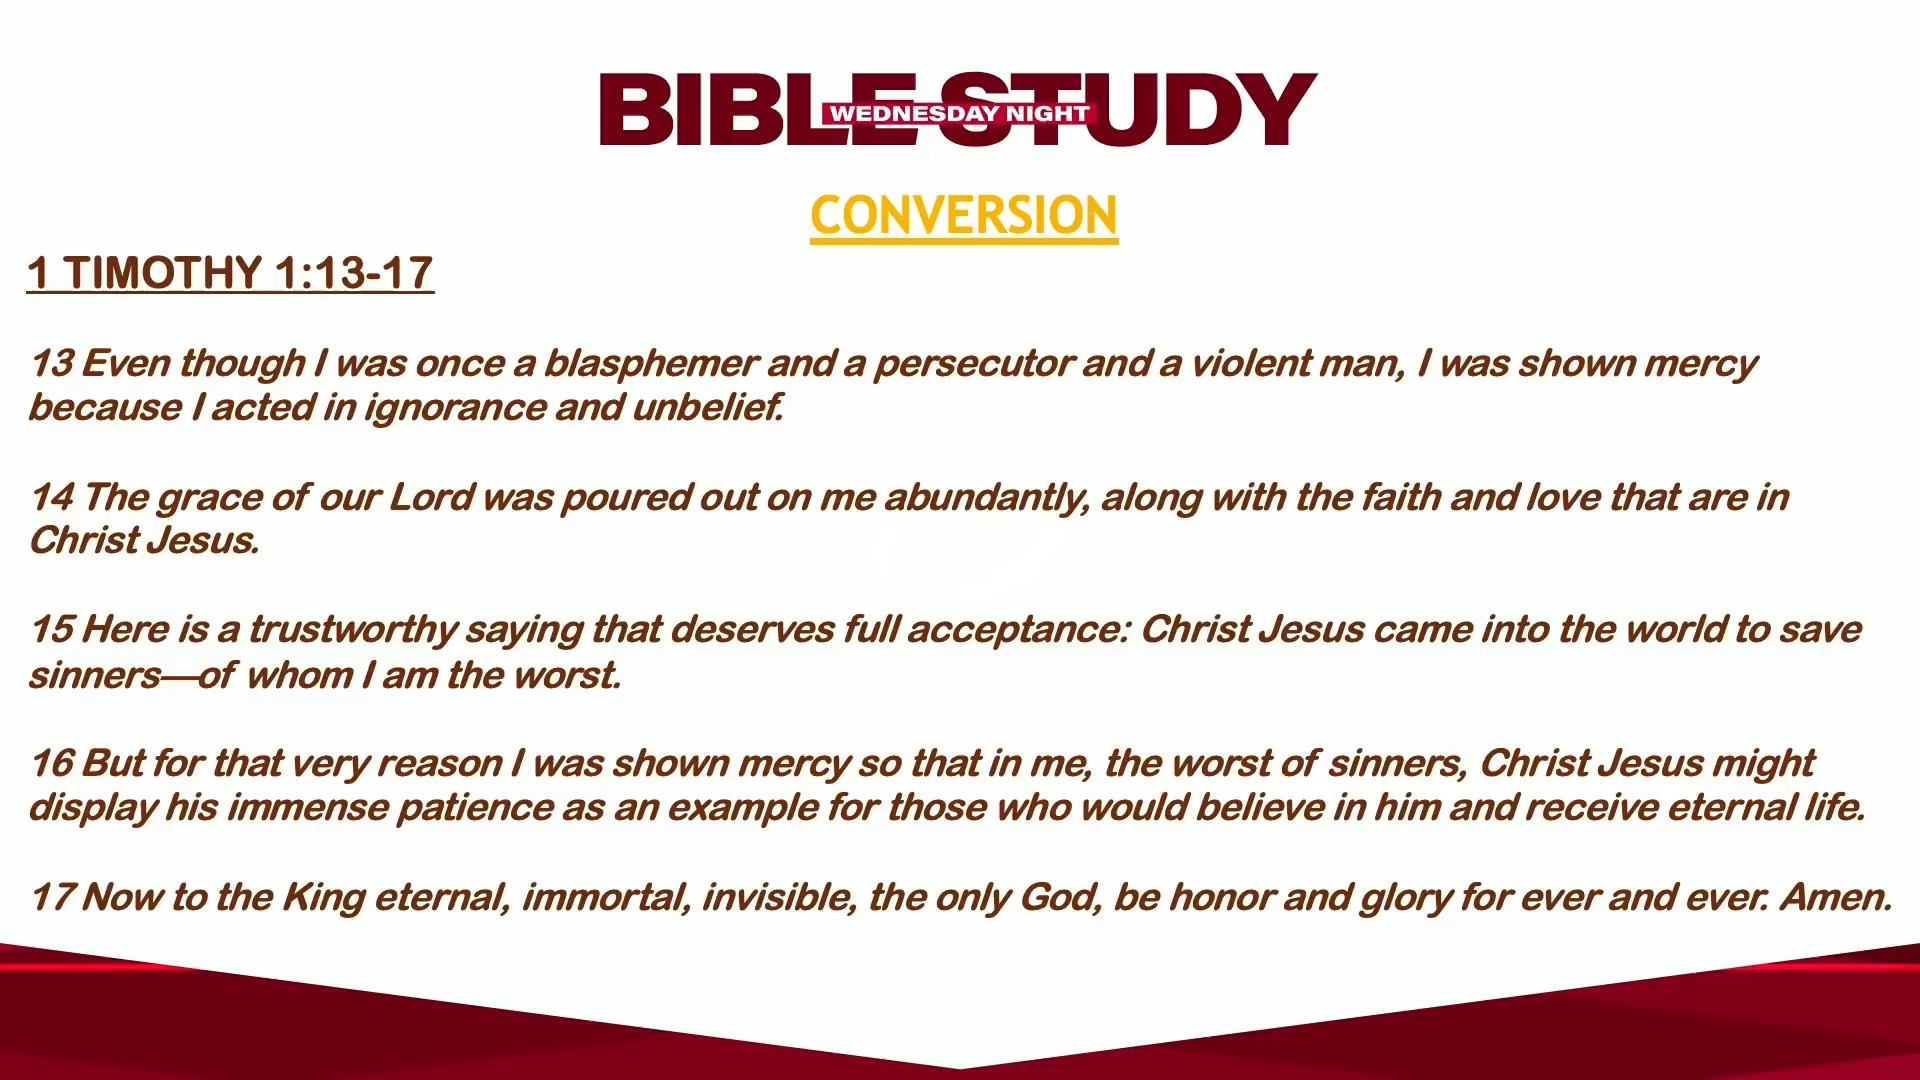 BIBLE STUDY
WEDNESDAY NIGHT
CONVERSION
1 TIMOTHY 1:13-17
13 Even though I was once a blasphemer and a persecutor and a violent man, I was shown mercy
because I acted in ignorance and unbelief.
14 The grace of our Lord was poured out on me abundantly, along with the faith and love that are in
Christ Jesus.
15 Here is a trustworthy saying that deserves full acceptance: Christ Jesus came into the world to save
sinners—of whom I am the worst.
16 But for that very reason I was shown mercy so that in me, the worst of sinners, Christ Jesus might
display his immense patience as an example for those who would believe in him and receive eternal life.
17 Now to the King eternal, immortal, invisible, the only God, be honor and glory for ever and ever. Amen.